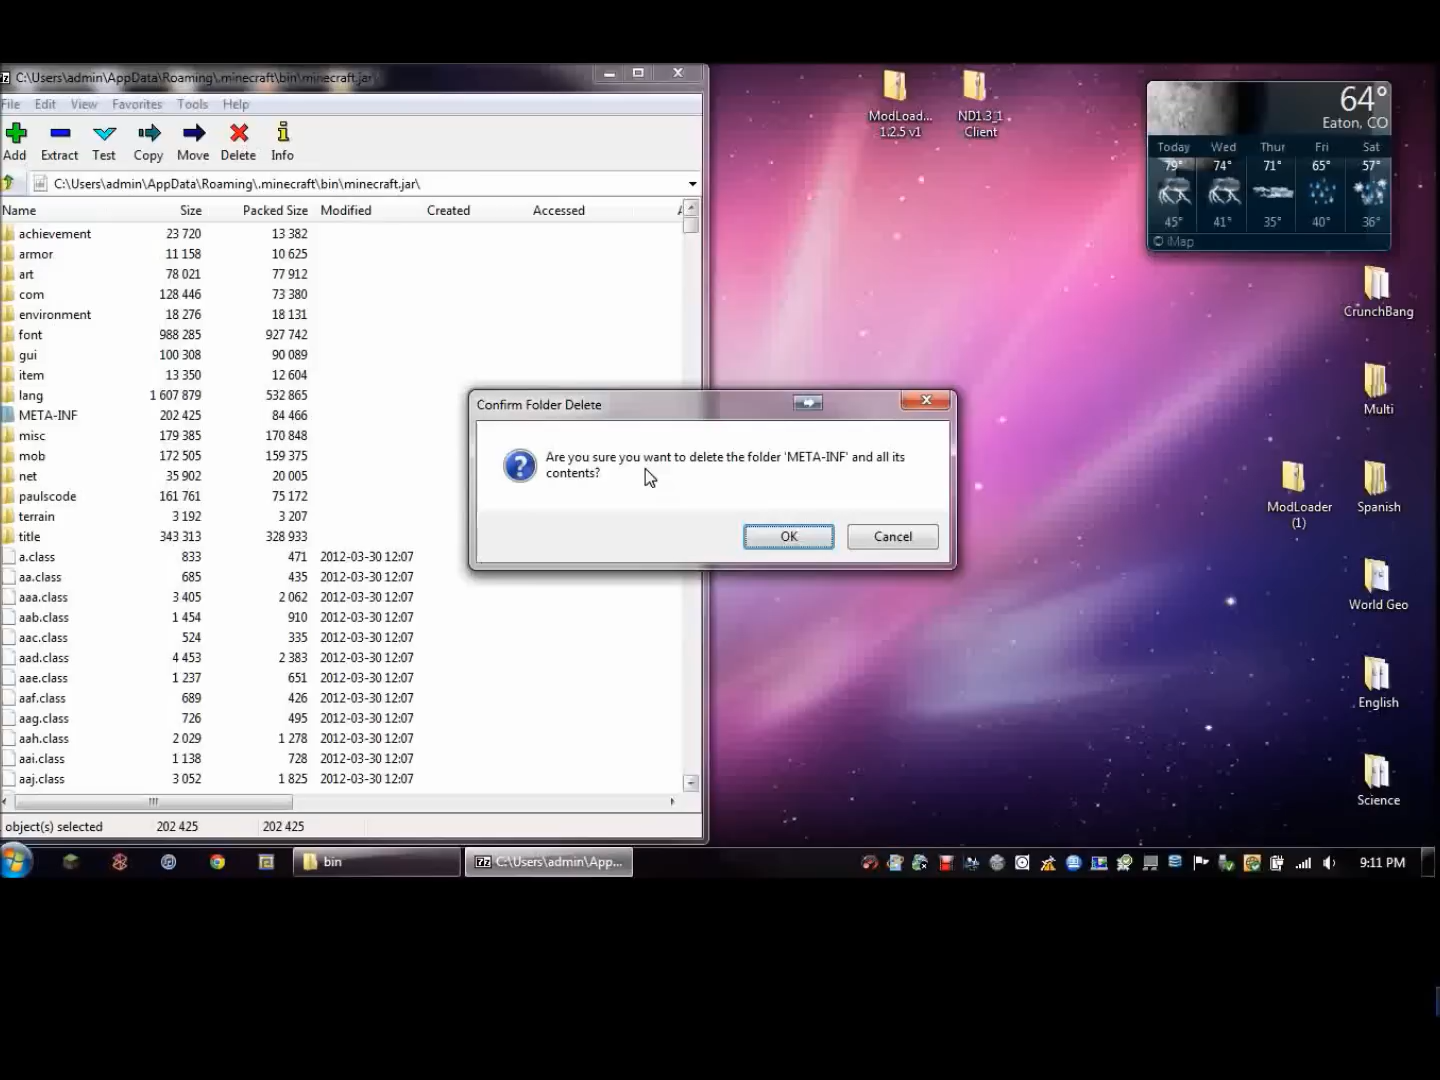 C:\Users\admin\AppData\Roaming\.minecraft\bin\minecraft.jar\
File Edit View Favorites Tools Help
Add Extract Test Copy Move Delete Info
C:\Users\admin\AppData\Roaming\.minecraft\bin\minecraft.jar\
Name Size Packed Size Modified Created Accessed
achievement 23 720 13 382
armor 11 158 10 625
art 78 021 77 912
com 128 446 73 380
environment 18 276 18 131
font 988 285 927 742
gui 100 308 90 089
item 13 350 12 604
lang 1 607 879 532 865
META-INF 202 425 84 466
misc 179 385 170 848
mob 172 505 159 375
net 35 902 20 005
paulscode 161 761 75 172
terrain 3 192 3 207
title 343 313 328 933
a.class 833 471 2012-03-30 12:07
aa.class 685 435 2012-03-30 12:07
aaa.class 3 405 2 062 2012-03-30 12:07
aab.class 1 454 910 2012-03-30 12:07
aac.class 524 335 2012-03-30 12:07
aad.class 4 453 2 383 2012-03-30 12:07
aae.class 1 237 651 2012-03-30 12:07
aaf.class 689 426 2012-03-30 12:07
aag.class 726 495 2012-03-30 12:07
aah.class 2 029 1 278 2012-03-30 12:07
aai.class 1 138 728 2012-03-30 12:07
aaj.class 3 052 1 825 2012-03-30 12:07
object(s) selected 202 425 202 425
Confirm Folder Delete
Are you sure you want to delete the folder 'META-INF' and all its
contents?
OK Cancel
ModLoad...
1.2.5 v1
ND1.3_1
Client
64°
Eaton, CO
Today Wed Thur Fri Sat
79° 74° 71° 65° 57°
45° 41° 35° 40° 36°
© iMap
CrunchBang
Multi
ModLoader
(1)
Spanish
World Geo
English
Science
bin
7z C:\Users\admin\App...
9:11 PM